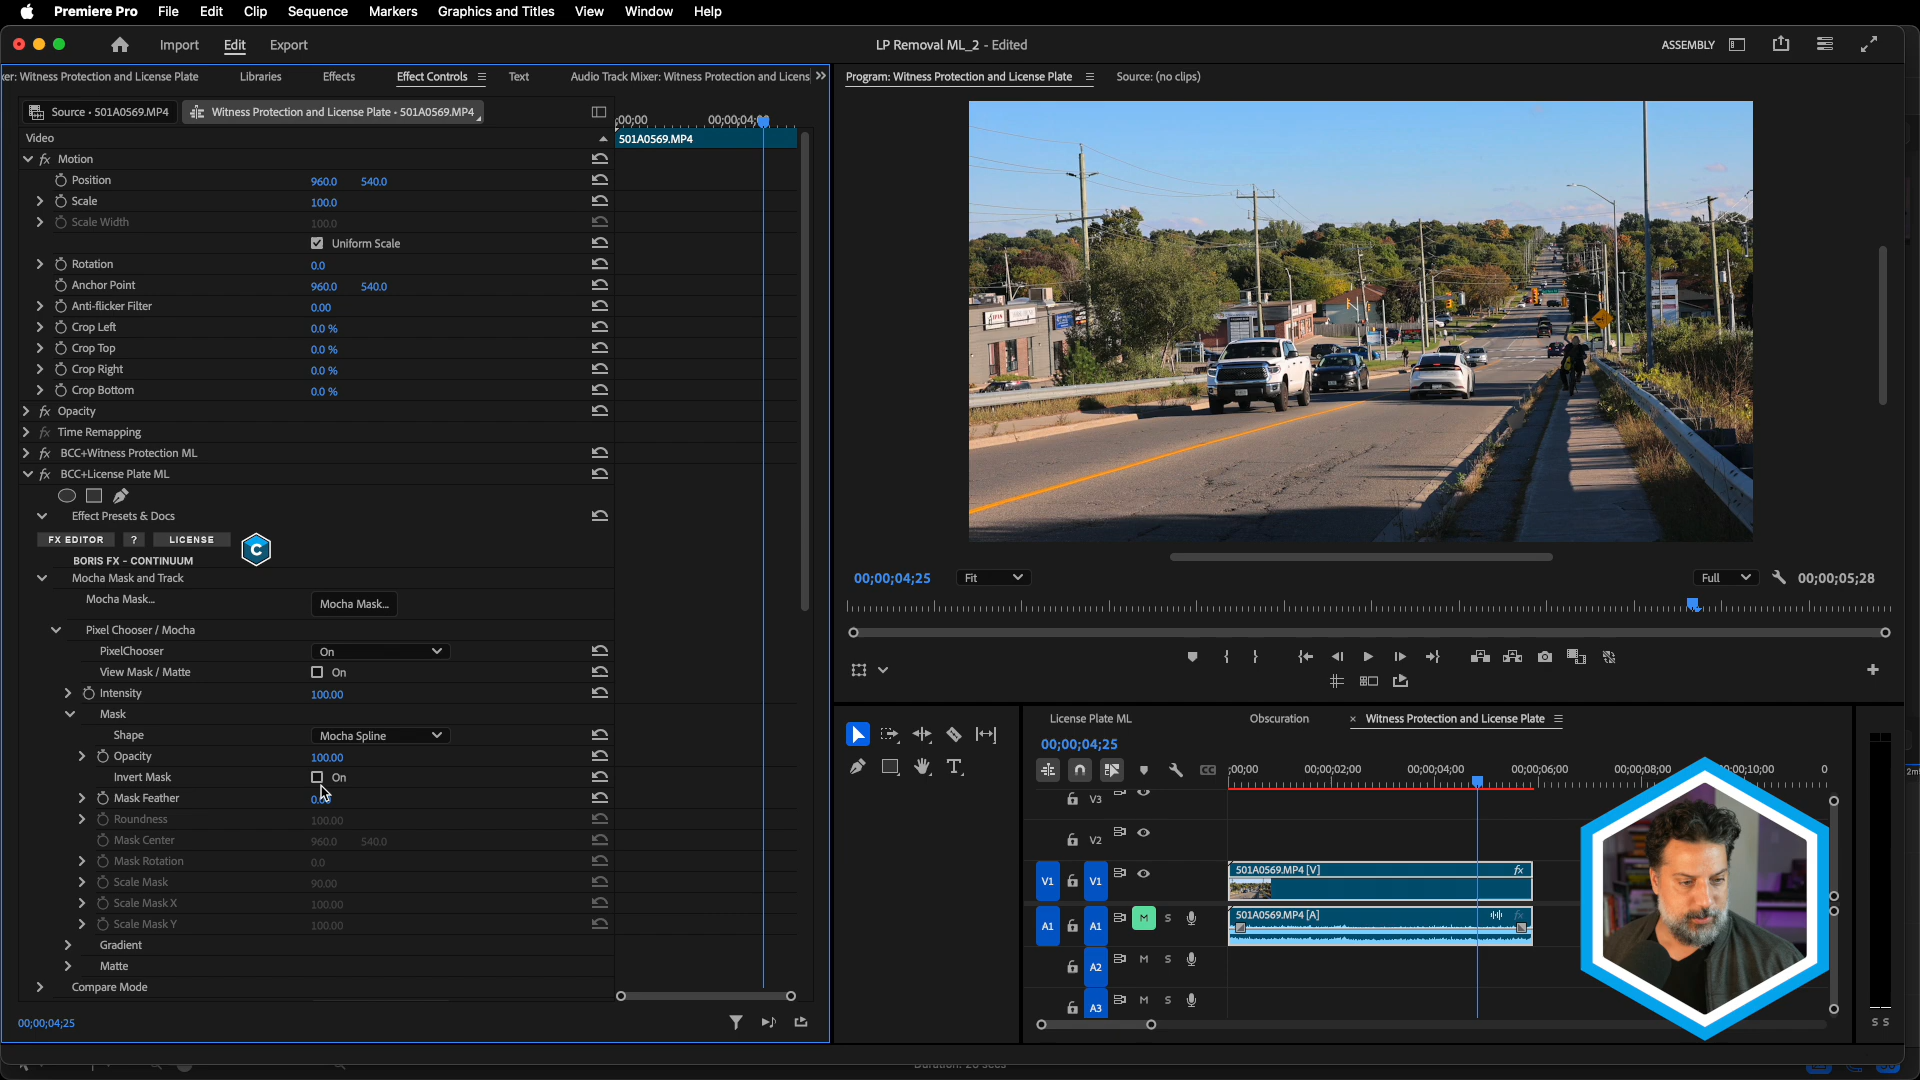 Premiere Pro File Edit Clip Sequence Markers Graphics and Titles View Window Help
Import Edit Export
LP Removal ML_2 - Edited
ASSEMBLY
er: Witness Protection and License Plate
Libraries
Effects
Effect Controls
Text
Audio Track Mixer: Witness Protection and Licens
Program: Witness Protection and License Plate
Source: (no clips)
Source • 501A0569.MP4
Witness Protection and License Plate • 501A0569.MP4
;00;00
00;00;04;00
Video
501A0569.MP4
fx Motion
Position 960.0 540.0
Scale 100.0
Scale Width 100.0
Uniform Scale
Rotation 0.0
Anchor Point 960.0 540.0
Anti-flicker Filter 0.00
Crop Left 0.0 %
Crop Top 0.0 %
Crop Right 0.0 %
Crop Bottom 0.0 %
fx Opacity
fx Time Remapping
fx BCC+Witness Protection ML
fx BCC+License Plate ML
Effect Presets & Docs
FX EDITOR ? LICENSE
C
BORIS FX - CONTINUUM
Mocha Mask and Track
Mocha Mask... Mocha Mask...
Pixel Chooser / Mocha
PixelChooser On
View Mask / Matte On
Intensity 100.00
Mask
Shape Mocha Spline
Opacity 100.00
Invert Mask On
Mask Feather
Roundness 100.00
Mask Center 960.0 540.0
Mask Rotation 0.0
Scale Mask 90.00
Scale Mask X 100.00
Scale Mask Y 100.00
Gradient
Matte
Compare Mode
00;00;04;25
00;00;04;25
Fit
Full
00;00;05;28
License Plate ML
Obscuration
× Witness Protection and License Plate
00;00;04;25
;00;00
00;00;02;00
00;00;04;00
00;00;06;00
00;00;08;00
00;10;00
0
V3
V2
V1 V1
501A0569.MP4 [V]
fx
A1 A1 M S
501A0569.MP4 [A]
fx
A2 M S
A3 M S
S S